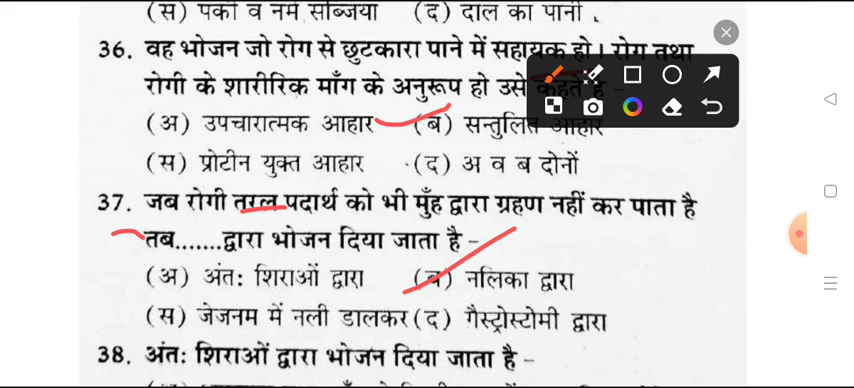 (स) पकी व नर्म सब्जिया (द) दाल का पानी .
36. वह भोजन जो रोग से छुटकारा पाने में सहायक हो। रोग तथा
रोगी के शारीरिक माँग के अनुरूप हो उसे कहते है -
(अ) उपचारात्मक आहार (ब) सन्तुलित आहार
(स) प्रोटीन युक्त आहार (द) अ व ब दोनों
37. जब रोगी तरल पदार्थ को भी मुँह द्वारा ग्रहण नहीं कर पाता है
तब.......द्वारा भोजन दिया जाता है -
(अ) अंतः शिराओं द्वारा (ब) नलिका द्वारा
(स) जेजनम में नली डालकर (द) गैस्ट्रोस्टोमी द्वारा
38. अंतः शिराओं द्वारा भोजन दिया जाता है -